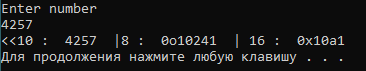 Enter number
4257
<<10 :  4257  |8 :  0o10241  | 16 :  0x10a1
Для продолжения нажмите любую клавишу . . .